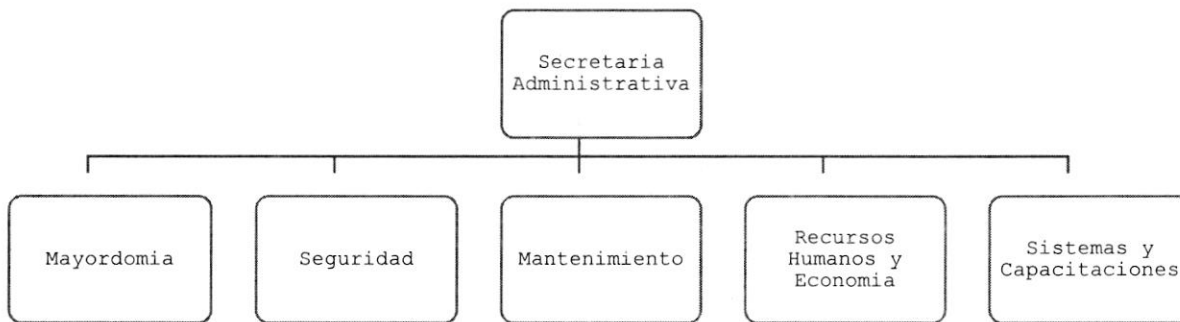 Secretaria
Administrativa
Mayordomia
Seguridad
Mantenimiento
Recursos
Humanos y
Economia
Sistemas y
Capacitaciones